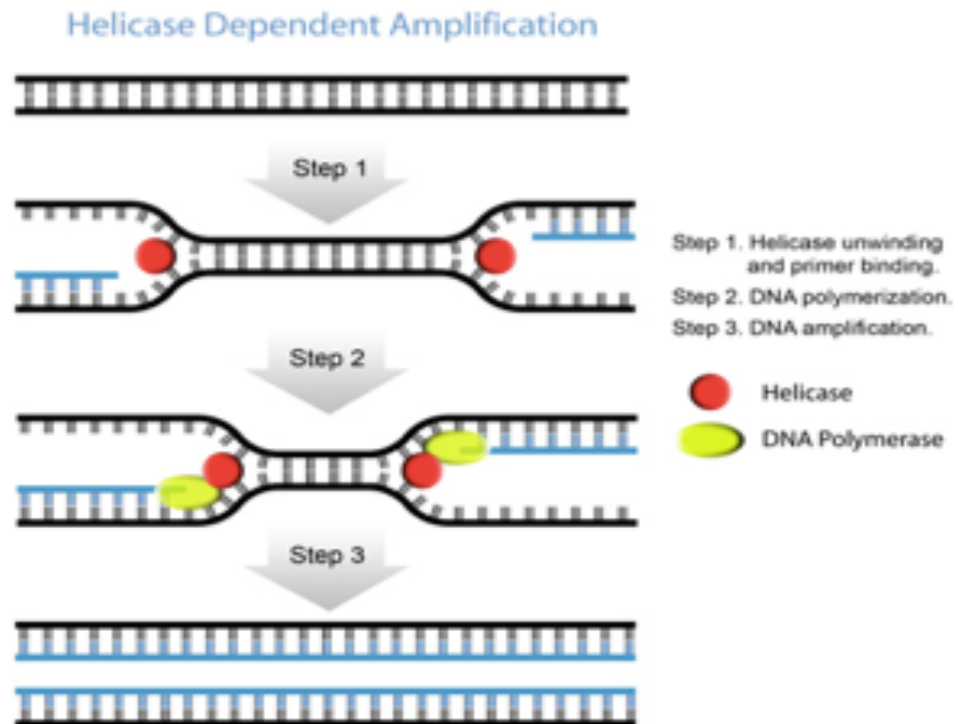 Helicase Dependent Amplification
Step 1
Step 1. Helicase unwinding
and primer binding.
Step 2. DNA polymerization.
Step 3. DNA amplification.
Step 2
Helicase
DNA Polymerase
Step 3